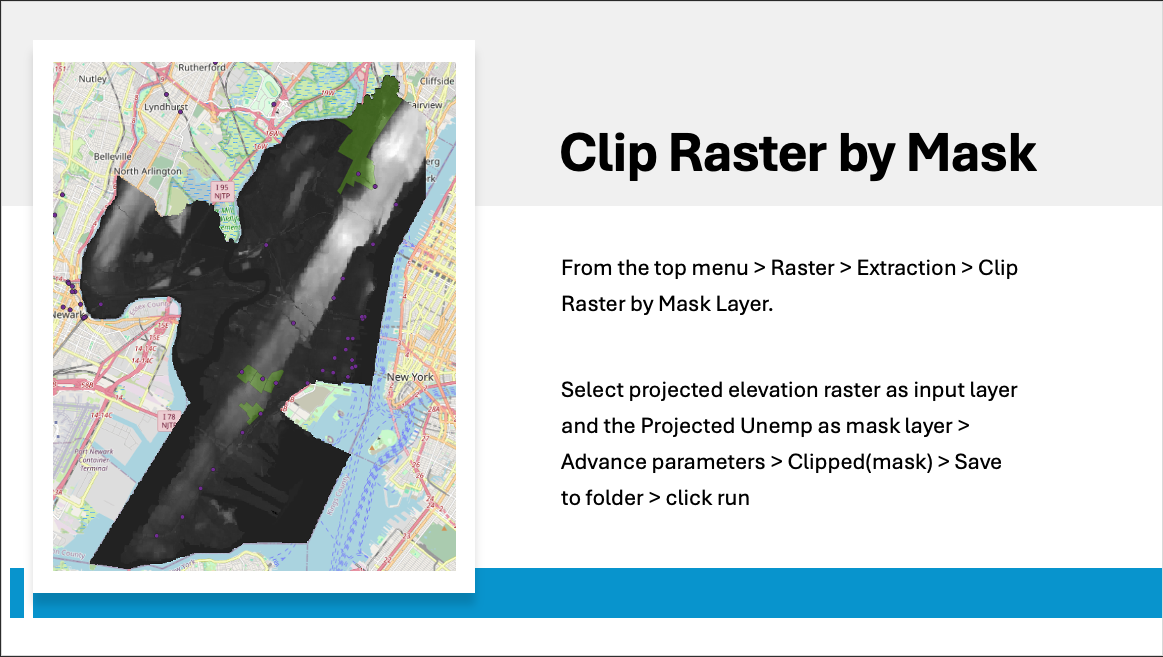 Clip Raster by Mask
From the top menu > Raster > Extraction > Clip
Raster by Mask Layer.
Select projected elevation raster as input layer
and the Projected Unemp as mask layer >
Advance parameters > Clipped(mask) > Save
to folder > click run
Rutherford
Nutley
Cliffside
Lyndhurst
Fairview
Belleville
North Arlington
I 95
NJTP
Newark
New York
I 78
NJTP
Port Newark
Container
Terminal